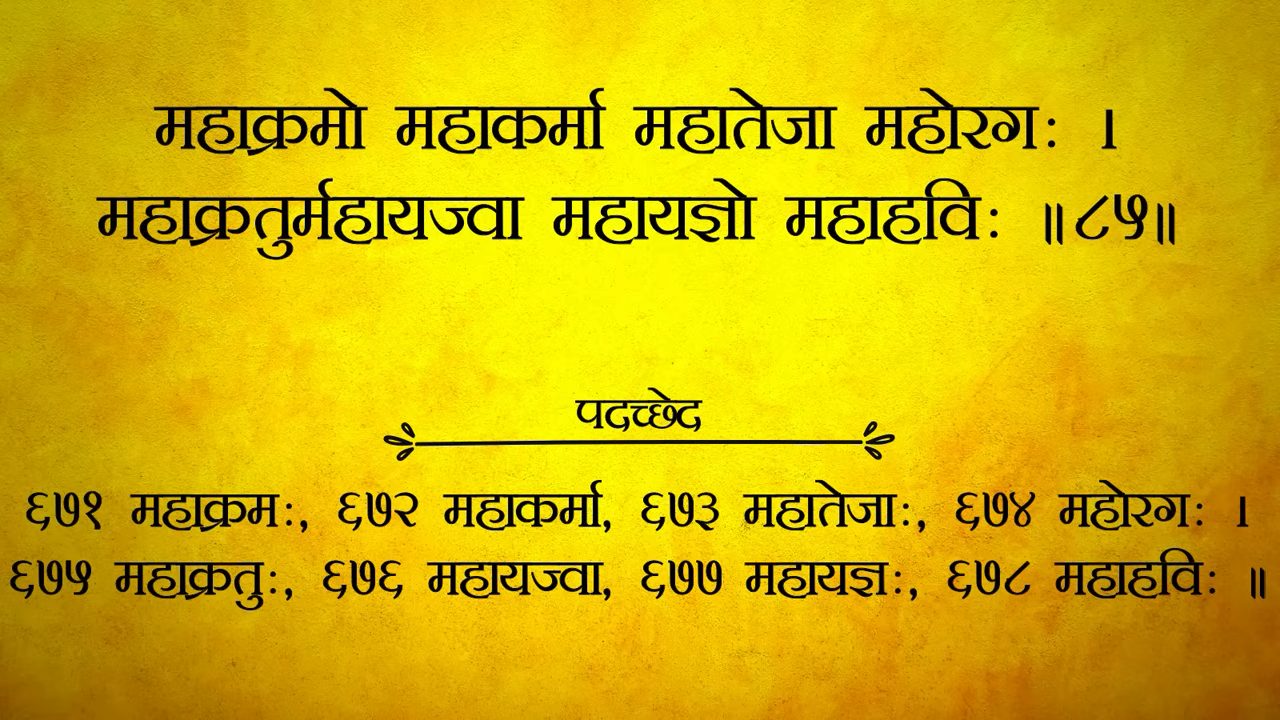 महाक्रमो महाकर्मा महातेजा महोरगः ।
महाक्रतुर्महायज्वा महायज्ञो महाहविः ॥८५॥
पदच्छेद
६७१ महाक्रमः, ६७२ महाकर्मा, ६७३ महातेजाः, ६७४ महोरगः ।
६७५ महाक्रतुः, ६७६ महायज्वा, ६७७ महायज्ञः, ६७८ महाहविः ॥